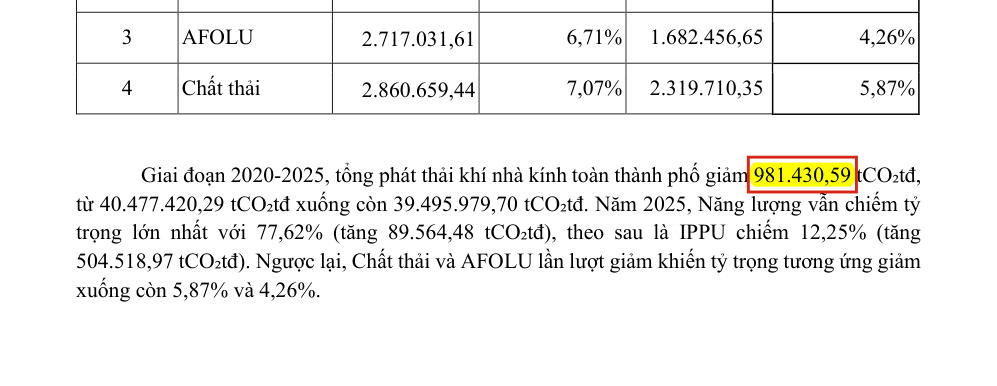 3 AFOLU 2.717.031,61 6,71% 1.682.456,65 4,26%
4 Chất thải 2.860.659,44 7,07% 2.319.710,35 5,87%
Giai đoạn 2020-2025, tổng phát thải khí nhà kính toàn thành phố giảm 981.430,59 tCO₂tđ,
từ 40.477.420,29 tCO₂tđ xuống còn 39.495.979,70 tCO₂tđ. Năm 2025, Năng lượng vẫn chiếm tỷ
trọng lớn nhất với 77,62% (tăng 89.564,48 tCO₂tđ), theo sau là IPPU chiếm 12,25% (tăng
504.518,97 tCO₂tđ). Ngược lại, Chất thải và AFOLU lần lượt giảm khiến tỷ trọng tương ứng giảm
xuống còn 5,87% và 4,26%.